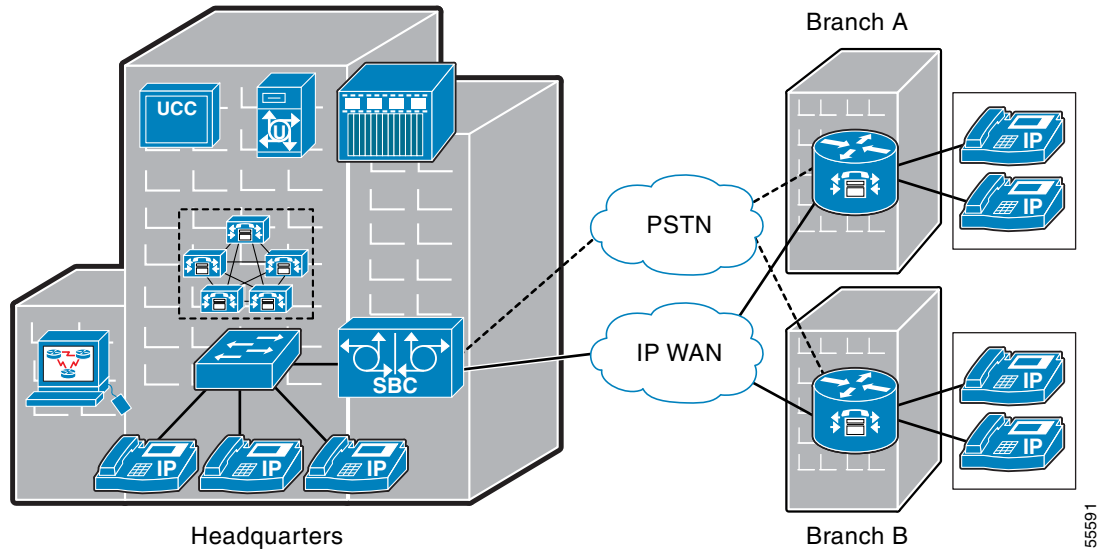 Branch A
UCC
U
IP
IP
PSTN
IP WAN
SBC
IP
IP
IP
IP
IP
Headquarters
Branch B
55591